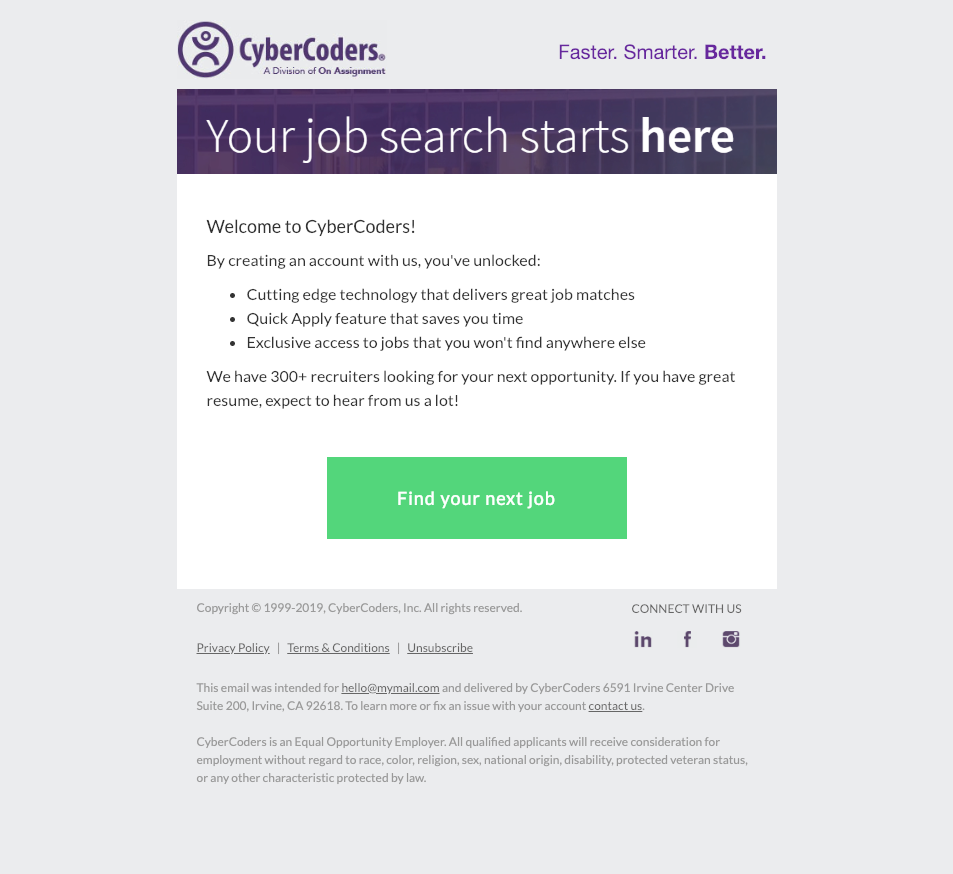 CyberCoders®
A Division of On Assignment
Faster. Smarter. Better.
Your job search starts here
Welcome to CyberCoders!
By creating an account with us, you've unlocked:
• Cutting edge technology that delivers great job matches
• Quick Apply feature that saves you time
• Exclusive access to jobs that you won't find anywhere else
We have 300+ recruiters looking for your next opportunity. If you have great
resume, expect to hear from us a lot!
Find your next job
Copyright © 1999-2019, CyberCoders, Inc. All rights reserved.
CONNECT WITH US
Privacy Policy | Terms & Conditions | Unsubscribe
This email was intended for hello@mymail.com and delivered by CyberCoders 6591 Irvine Center Drive
Suite 200, Irvine, CA 92618. To learn more or fix an issue with your account contact us.
CyberCoders is an Equal Opportunity Employer. All qualified applicants will receive consideration for
employment without regard to race, color, religion, sex, national origin, disability, protected veteran status,
or any other characteristic protected by law.